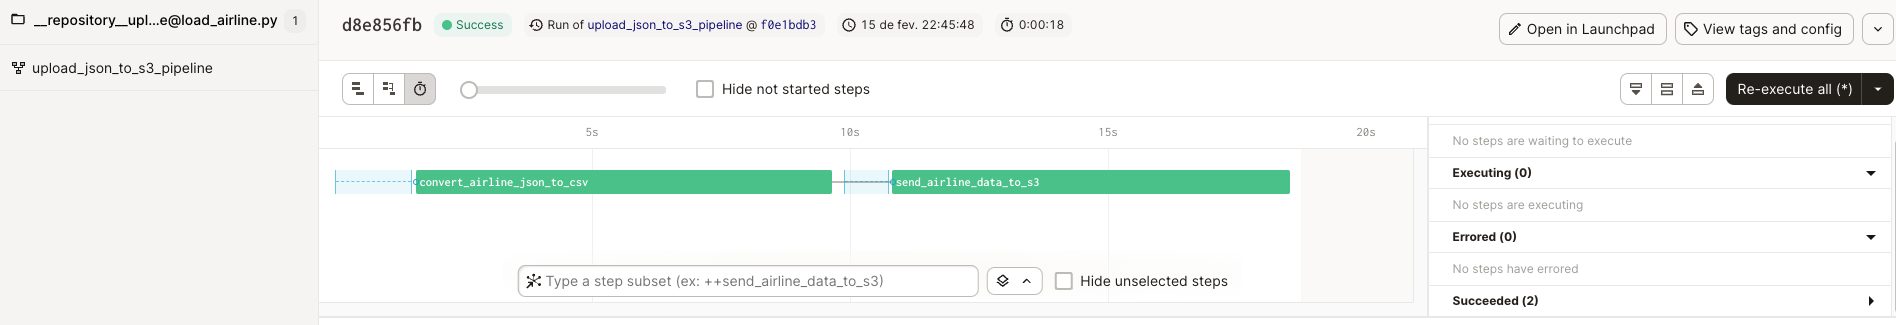 __repository__upl...e@load_airline.py 1
upload_json_to_s3_pipeline
d8e856fb Success Run of upload_json_to_s3_pipeline @ f0e1bdb3 15 de fev. 22:45:48 0:00:18
Open in Launchpad View tags and config
Hide not started steps
Re-execute all (*)
5s 10s 15s 20s
convert_airline_json_to_csv send_airline_data_to_s3
Type a step subset (ex: ++send_airline_data_to_s3) Hide unselected steps
No steps are waiting to execute
Executing (0)
No steps are executing
Errored (0)
No steps have errored
Succeeded (2)